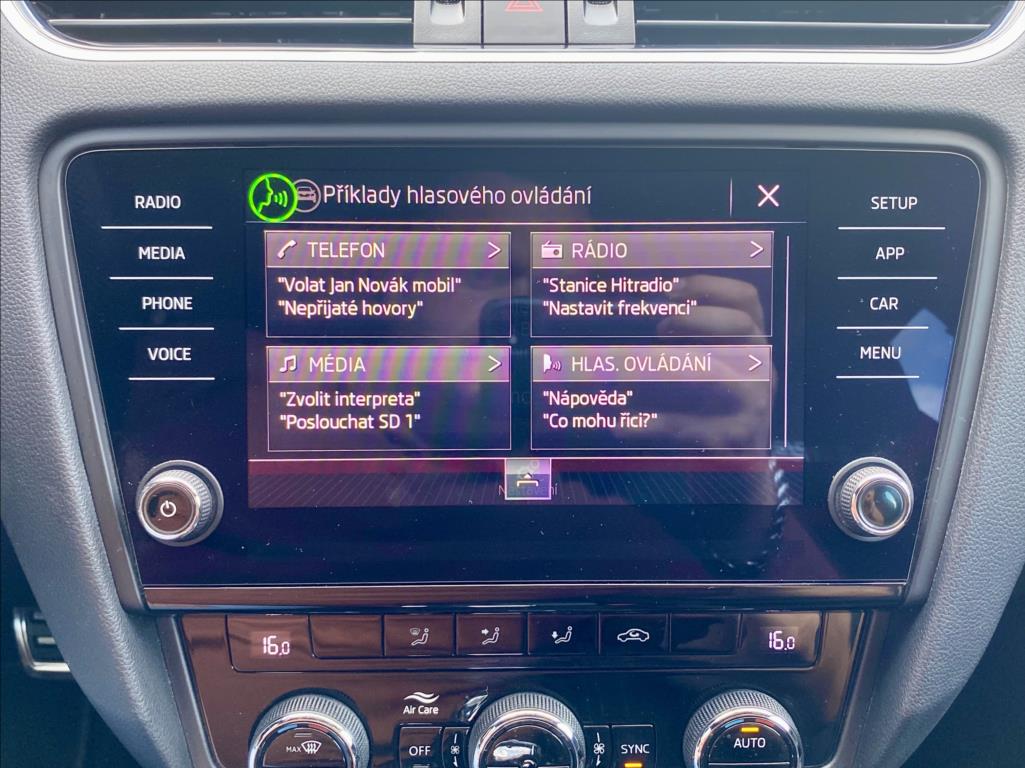 RADIO
MEDIA
PHONE
VOICE
Příklady hlasového ovládání
TELEFON
"Volat Jan Novák mobil"
"Nepřijaté hovory"
RÁDIO
"Stanice Hitradio"
"Nastavit frekvenci"
MÉDIA
"Zvolit interpreta"
"Poslouchat SD 1"
HLAS. OVLÁDÁNÍ
"Nápověda"
"Co mohu říci?"
SETUP
APP
CAR
MENU
16.0
16.0
Air Care
MAX
OFF
SYNC
AUTO